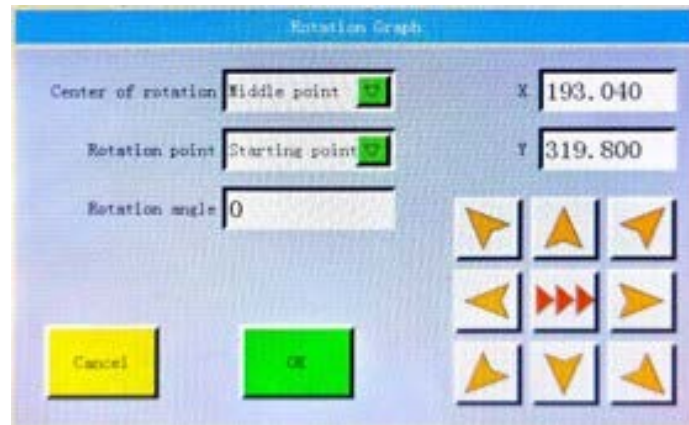 Rotation Graph
Center of rotation Middle point X 193.040
Rotation point Starting point Y 319.800
Rotation angle 0
Cancel OK